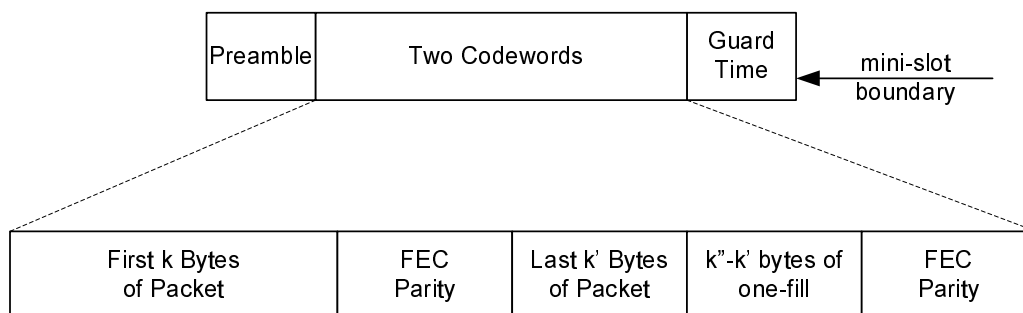 Preamble
Two Codewords
Guard
Time
mini-slot
boundary
First k Bytes
of Packet
FEC
Parity
Last k’ Bytes
of Packet
k”-k’ bytes of
one-fill
FEC
Parity